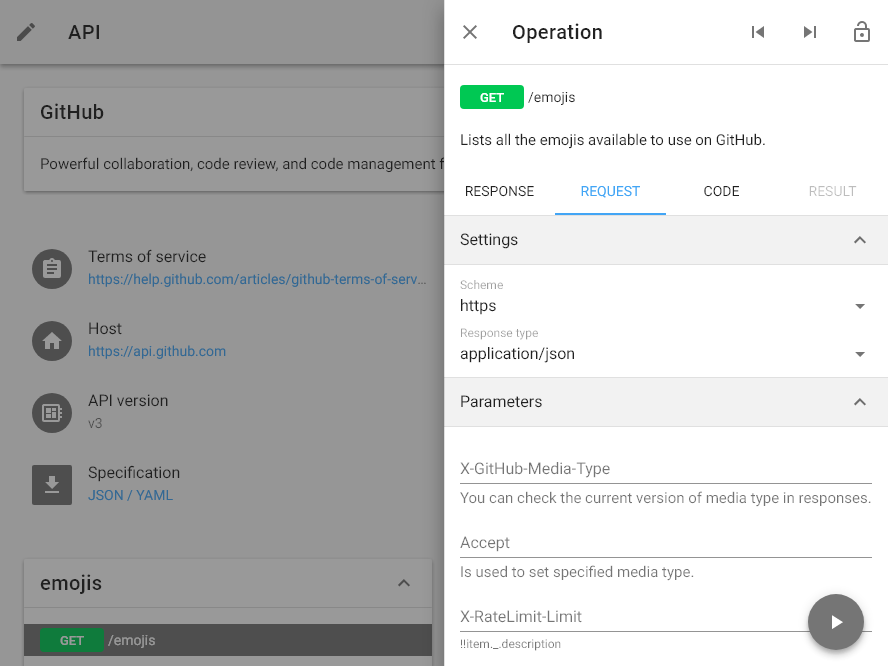 API
GitHub
Powerful collaboration, code review, and code management f
Terms of service
https://help.github.com/articles/github-terms-of-serv...
Host
https://api.github.com
API version
v3
Specification
JSON / YAML
emojis
GET /emojis
Operation
GET /emojis
Lists all the emojis available to use on GitHub.
RESPONSE REQUEST CODE RESULT
Settings
Scheme
https
Response type
application/json
Parameters
X-GitHub-Media-Type
You can check the current version of media type in responses.
Accept
Is used to set specified media type.
X-RateLimit-Limit
!!item._.description